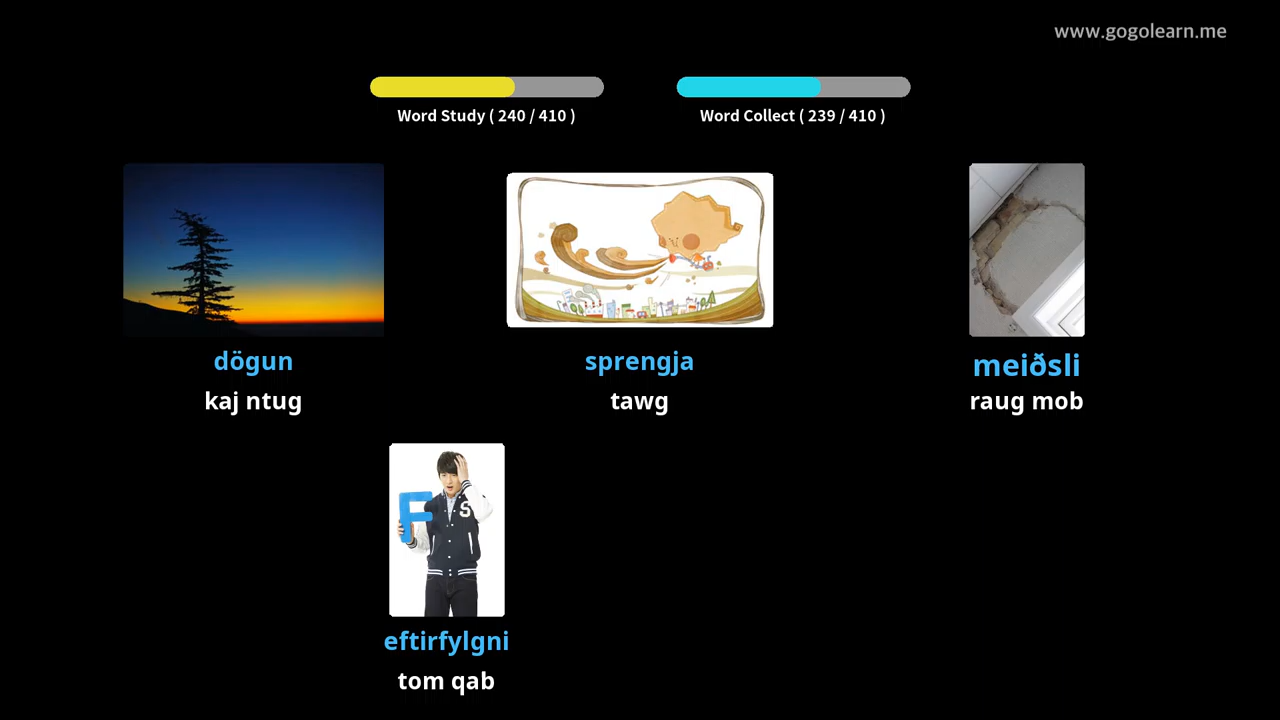 www.gogolearn.me
Word Study ( 240 / 410 )
Word Collect ( 239 / 410 )
dögun
sprengja
meiðsli
kaj ntug
tawg
raug mob
F
S
eftirfylgni
tom qab